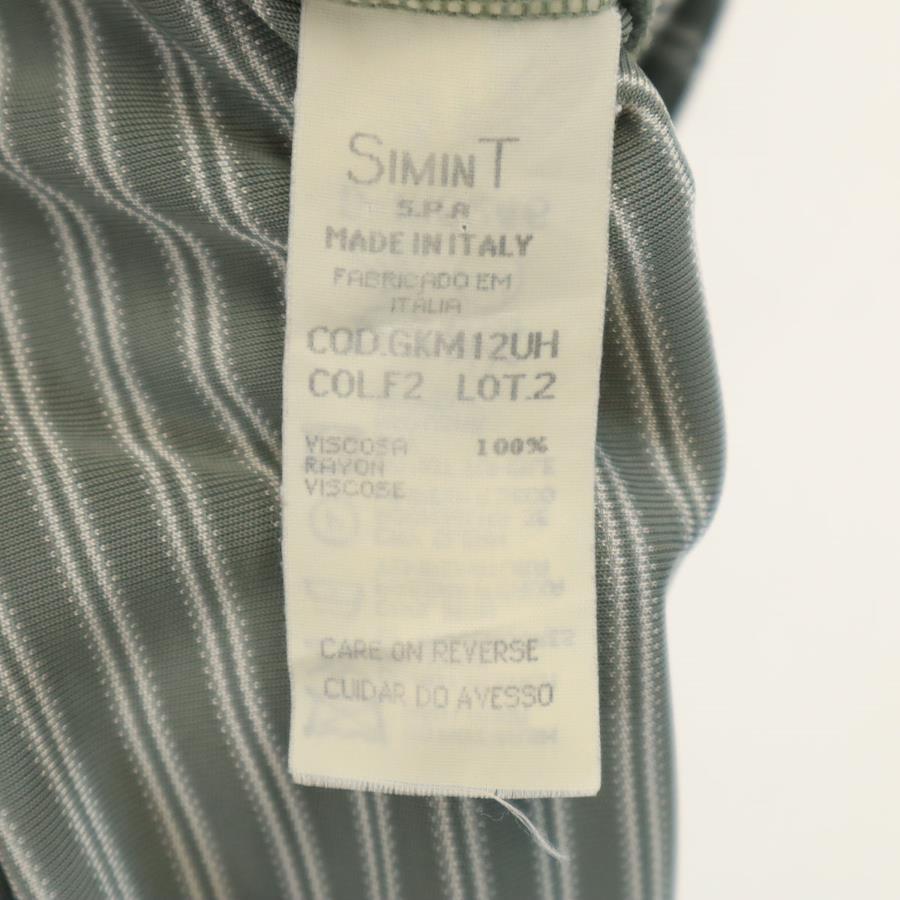 SIMINT
S.P.A
MADE IN ITALY
FABRICADO EM
ITALIA
COD.GKM12UH
COL.F2 LOT.2
VISCOSA 100%
RAYON
VISCOSE
CARE ON REVERSE
CUIDAR DO AVESSO